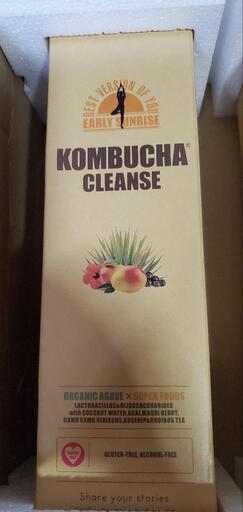 BEST VERSION OF YOU
EARLY SUNRISE
KOMBUCHA®
CLEANSE
ORGANIC AGAVE × SUPER FOODS
LACTOBACILLUS&OLIGOSACCHARIDES
with COCONUT WATER, ACAI, MAQUI BERRY,
CAMU CAMU, HIBISCUS, ROSEHIP&ROOIBOS TEA
GLUTEN-FREE, ALCOHOL-FREE
Share your stories